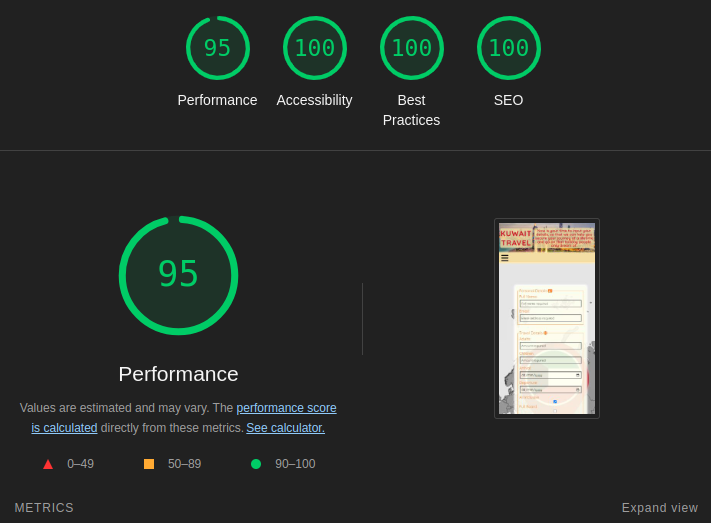 95
100
100
100
Performance
Accessibility
Best
Practices
SEO
95
Performance
Values are estimated and may vary. The performance score
is calculated directly from these metrics. See calculator.
0–49
50–89
90–100
KUWAIT
TRAVEL
METRICS
Expand view